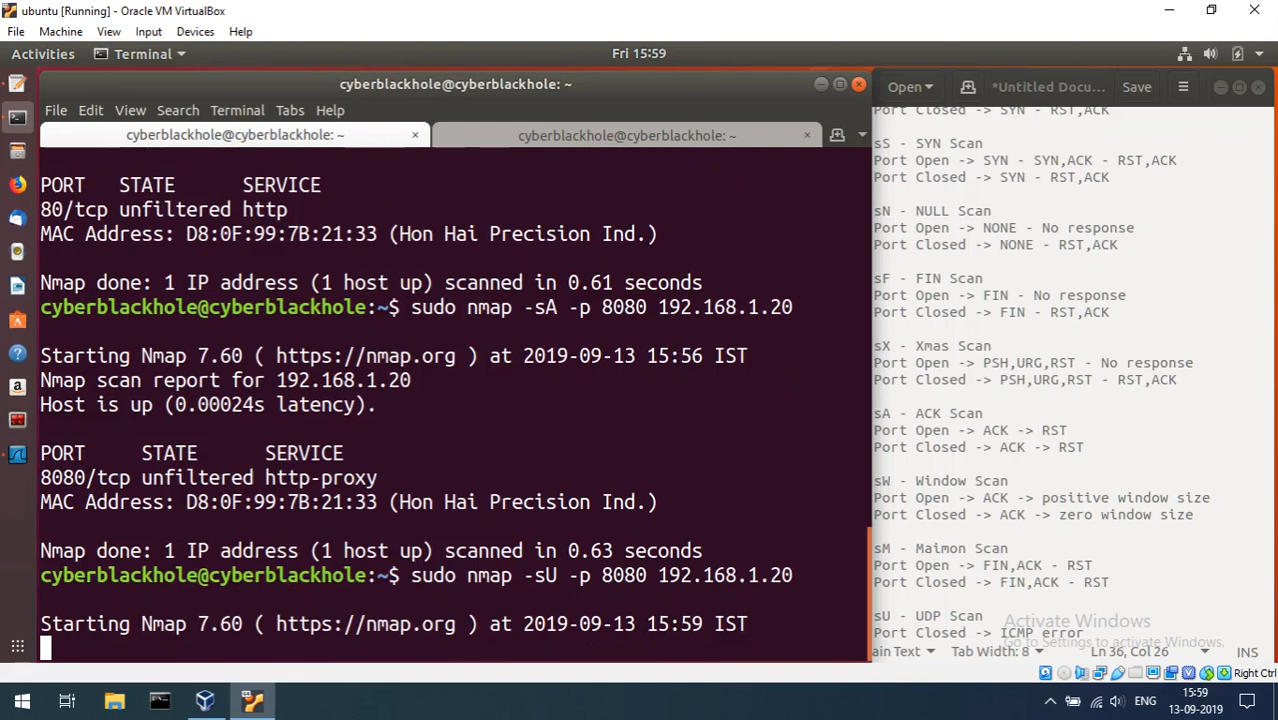 ubuntu [Running] - Oracle VM VirtualBox
File Machine View Input Devices Help
Activities Terminal Fri 15:59
cyberblackhole@cyberblackhole: ~
File Edit View Search Terminal Tabs Help
cyberblackhole@cyberblackhole: ~ × cyberblackhole@cyberblackhole: ~ ×
PORT STATE SERVICE
80/tcp unfiltered http
MAC Address: D8:0F:99:7B:21:33 (Hon Hai Precision Ind.)
Nmap done: 1 IP address (1 host up) scanned in 0.61 seconds
cyberblackhole@cyberblackhole:~$ sudo nmap -sA -p 8080 192.168.1.20
Starting Nmap 7.60 ( https://nmap.org ) at 2019-09-13 15:56 IST
Nmap scan report for 192.168.1.20
Host is up (0.00024s latency).
PORT STATE SERVICE
8080/tcp unfiltered http-proxy
MAC Address: D8:0F:99:7B:21:33 (Hon Hai Precision Ind.)
Nmap done: 1 IP address (1 host up) scanned in 0.63 seconds
cyberblackhole@cyberblackhole:~$ sudo nmap -sU -p 8080 192.168.1.20
Starting Nmap 7.60 ( https://nmap.org ) at 2019-09-13 15:59 IST
Open *Untitled Docu... Save
Port Closed -> SYN - RST,ACK
sS - SYN Scan
Port Open -> SYN - SYN,ACK - RST,ACK
Port Closed -> SYN - RST,ACK
sN - NULL Scan
Port Open -> NONE - No response
Port Closed -> NONE - RST,ACK
sF - FIN Scan
Port Open -> FIN - No response
Port Closed -> FIN - RST,ACK
sX - Xmas Scan
Port Open -> PSH,URG,RST - No response
Port Closed -> PSH,URG,RST - RST,ACK
sA - ACK Scan
Port Open -> ACK -> RST
Port Closed -> ACK -> RST
sW - Window Scan
Port Open -> ACK -> positive window size
Port Closed -> ACK -> zero window size
sM - Maimon Scan
Port Open -> FIN,ACK - RST
Port Closed -> FIN,ACK - RST
sU - UDP Scan
Port Closed -> ICMP error
Activate Windows
Go to Settings to activate Windows.
ain Text Tab Width: 8 Ln 36, Col 26 INS
Right Ctrl
ENG 15:59
13-09-2019